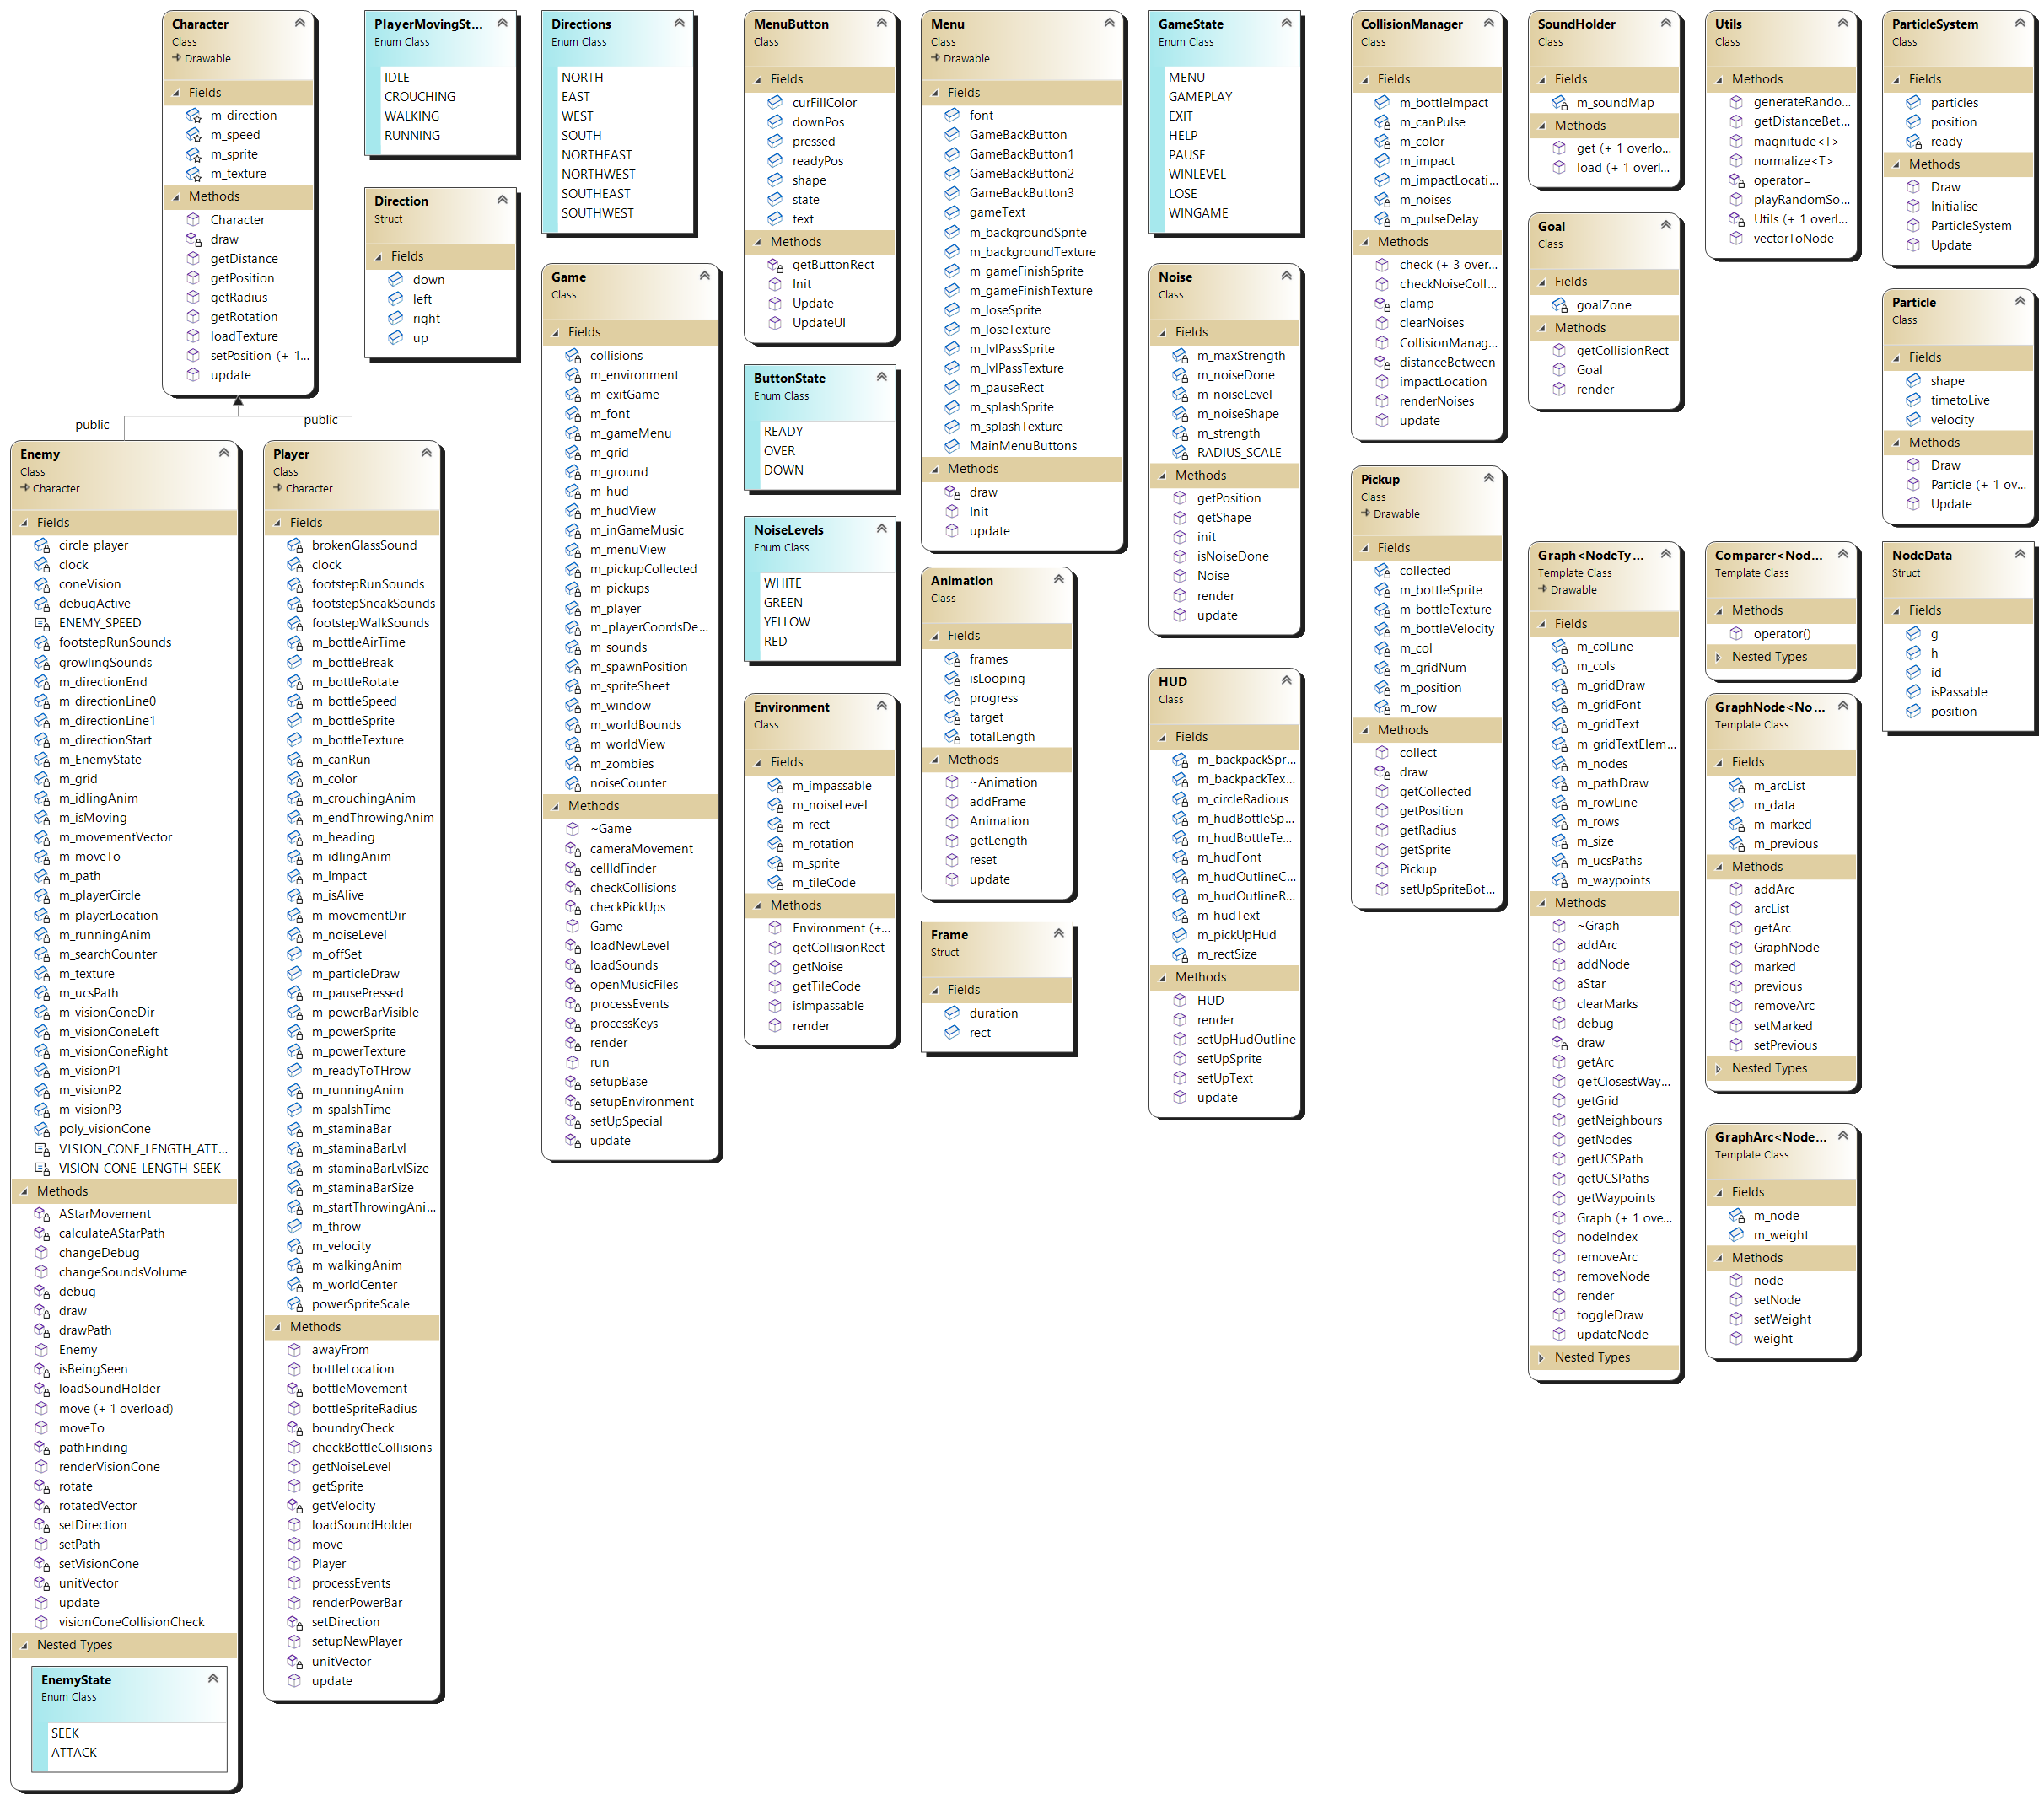 Character
Class
Drawable
Fields
m_direction
m_speed
m_sprite
m_texture
Methods
Character
draw
getDistance
getPosition
getRadius
getRotation
loadTexture
setPosition (+ 1...
update
public
public
Enemy
Class
Character
Fields
circle_player
clock
coneVision
debugActive
ENEMY_SPEED
footstepRunSounds
growlingSounds
m_directionEnd
m_directionLine0
m_directionLine1
m_directionStart
m_EnemyState
m_grid
m_idlingAnim
m_isMoving
m_movementVector
m_moveTo
m_path
m_playerCircle
m_playerLocation
m_runningAnim
m_searchCounter
m_texture
m_ucsPath
m_visionConeDir
m_visionConeLeft
m_visionConeRight
m_visionP1
m_visionP2
m_visionP3
poly_visionCone
VISION_CONE_LENGTH_ATT...
VISION_CONE_LENGTH_SEEK
Methods
AStarMovement
calculateAStarPath
changeDebug
changeSoundsVolume
debug
draw
drawPath
Enemy
isBeingSeen
loadSoundHolder
move (+ 1 overload)
moveTo
pathFinding
renderVisionCone
rotate
rotatedVector
setDirection
setPath
setVisionCone
unitVector
update
visionConeCollisionCheck
Nested Types
EnemyState
Enum Class
SEEK
ATTACK
Player
Class
Character
Fields
brokenGlassSound
clock
footstepRunSounds
footstepSneakSounds
footstepWalkSounds
m_bottleAirTime
m_bottleBreak
m_bottleRotate
m_bottleSpeed
m_bottleSprite
m_bottleTexture
m_canRun
m_color
m_crouchingAnim
m_endThrowingAnim
m_heading
m_idlingAnim
m_Impact
m_isAlive
m_movementDir
m_noiseLevel
m_offSet
m_particleDraw
m_pausePressed
m_powerBarVisible
m_powerSprite
m_powerTexture
m_readyToTHrow
m_runningAnim
m_spalshTime
m_staminaBar
m_staminaBarLvl
m_staminaBarLvlSize
m_staminaBarSize
m_startThrowingAni...
m_throw
m_velocity
m_walkingAnim
m_worldCenter
powerSpriteScale
Methods
awayFrom
bottleLocation
bottleMovement
bottleSpriteRadius
boundryCheck
checkBottleCollisions
getNoiseLevel
getSprite
getVelocity
loadSoundHolder
move
Player
processEvents
renderPowerBar
setDirection
setupNewPlayer
unitVector
update
PlayerMovingSt...
Enum Class
IDLE
CROUCHING
WALKING
RUNNING
Direction
Struct
Fields
down
left
right
up
Directions
Enum Class
NORTH
EAST
WEST
SOUTH
NORTHEAST
NORTHWEST
SOUTHEAST
SOUTHWEST
Game
Class
Fields
collisions
m_environment
m_exitGame
m_font
m_gameMenu
m_grid
m_ground
m_hud
m_hudView
m_inGameMusic
m_menuView
m_pickupCollected
m_pickups
m_player
m_playerCoordsDe...
m_sounds
m_spawnPosition
m_spriteSheet
m_window
m_worldBounds
m_worldView
m_zombies
noiseCounter
Methods
~Game
cameraMovement
cellIdFinder
checkCollisions
checkPickUps
Game
loadNewLevel
loadSounds
openMusicFiles
processEvents
processKeys
render
run
setupBase
setupEnvironment
setUpSpecial
update
MenuButton
Class
Fields
curFillColor
downPos
pressed
readyPos
shape
state
text
Methods
getButtonRect
Init
Update
UpdateUI
ButtonState
Enum Class
READY
OVER
DOWN
NoiseLevels
Enum Class
WHITE
GREEN
YELLOW
RED
Environment
Class
Fields
m_impassable
m_noiseLevel
m_rect
m_rotation
m_sprite
m_tileCode
Methods
Environment (+...
getCollisionRect
getNoise
getTileCode
isImpassable
render
Menu
Class
Drawable
Fields
font
GameBackButton
GameBackButton1
GameBackButton2
GameBackButton3
gameText
m_backgroundSprite
m_backgroundTexture
m_gameFinishSprite
m_gameFinishTexture
m_loseSprite
m_loseTexture
m_lvlPassSprite
m_lvlPassTexture
m_pauseRect
m_splashSprite
m_splashTexture
MainMenuButtons
Methods
draw
Init
update
Animation
Class
Fields
frames
isLooping
progress
target
totalLength
Methods
~Animation
addFrame
Animation
getLength
reset
update
Frame
Struct
Fields
duration
rect
GameState
Enum Class
MENU
GAMEPLAY
EXIT
HELP
PAUSE
WINLEVEL
LOSE
WINGAME
Noise
Class
Fields
m_maxStrength
m_noiseDone
m_noiseLevel
m_noiseShape
m_strength
RADIUS_SCALE
Methods
getPosition
getShape
init
isNoiseDone
Noise
render
update
HUD
Class
Fields
m_backpackSpr...
m_backpackTex...
m_circleRadious
m_hudBottleSp...
m_hudBottleTe...
m_hudFont
m_hudOutlineC...
m_hudOutlineR...
m_hudText
m_pickUpHud
m_rectSize
Methods
HUD
render
setUpHudOutline
setUpSprite
setUpText
update
CollisionManager
Class
Fields
m_bottleImpact
m_canPulse
m_color
m_impact
m_impactLocati...
m_noises
m_pulseDelay
Methods
check (+ 3 over...
checkNoiseColl...
clamp
clearNoises
CollisionManag...
distanceBetween
impactLocation
renderNoises
update
Pickup
Class
Drawable
Fields
collected
m_bottleSprite
m_bottleTexture
m_bottleVelocity
m_col
m_gridNum
m_position
m_row
Methods
collect
draw
getCollected
getPosition
getRadius
getSprite
Pickup
setUpSpriteBot...
SoundHolder
Class
Fields
m_soundMap
Methods
get (+ 1 overlo...
load (+ 1 overl...
Goal
Class
Fields
goalZone
Methods
getCollisionRect
Goal
render
Graph<NodeTy...
Template Class
Drawable
Fields
m_colLine
m_cols
m_gridDraw
m_gridFont
m_gridText
m_gridTextElem...
m_nodes
m_pathDraw
m_rowLine
m_rows
m_size
m_ucsPaths
m_waypoints
Methods
~Graph
addArc
addNode
aStar
clearMarks
debug
draw
getArc
getClosestWay...
getGrid
getNeighbours
getNodes
getUCSPath
getUCSPaths
getWaypoints
Graph (+ 1 ove...
nodeIndex
removeArc
removeNode
render
toggleDraw
updateNode
Nested Types
Utils
Class
Methods
generateRando...
getDistanceBet...
magnitude<T>
normalize<T>
operator=
playRandomSo...
Utils (+ 1 overl...
vectorToNode
Comparer<Nod...
Template Class
Methods
operator()
Nested Types
GraphNode<No...
Template Class
Fields
m_arcList
m_data
m_marked
m_previous
Methods
addArc
arcList
getArc
GraphNode
marked
previous
removeArc
setMarked
setPrevious
Nested Types
GraphArc<Node...
Template Class
Fields
m_node
m_weight
Methods
node
setNode
setWeight
weight
ParticleSystem
Class
Fields
particles
position
ready
Methods
Draw
Initialise
ParticleSystem
Update
Particle
Class
Fields
shape
timetoLive
velocity
Methods
Draw
Particle (+ 1 ov...
Update
NodeData
Struct
Fields
g
h
id
isPassable
position